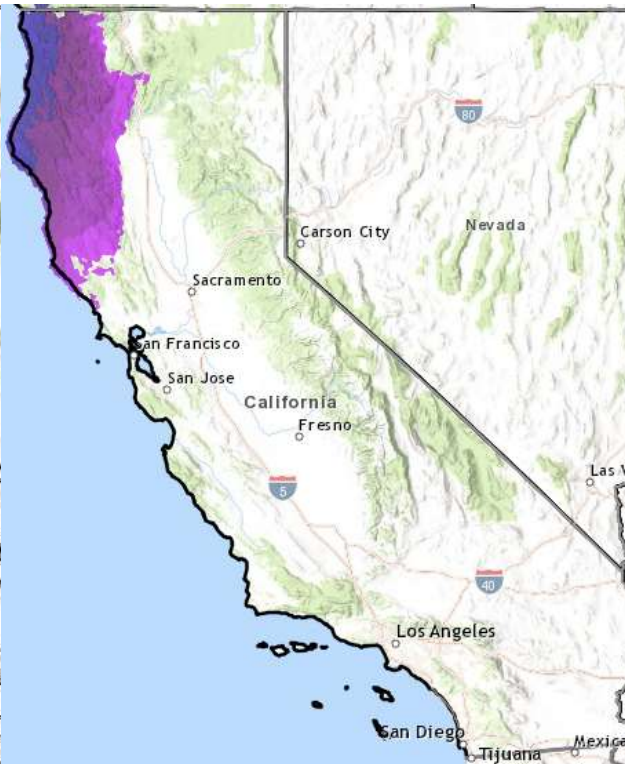 80
Carson City
Nevada
Sacramento
San Francisco
San Jose
California
Fresno
Las V
5
40
Los Angeles
San Diego
Tijuana
Mexica